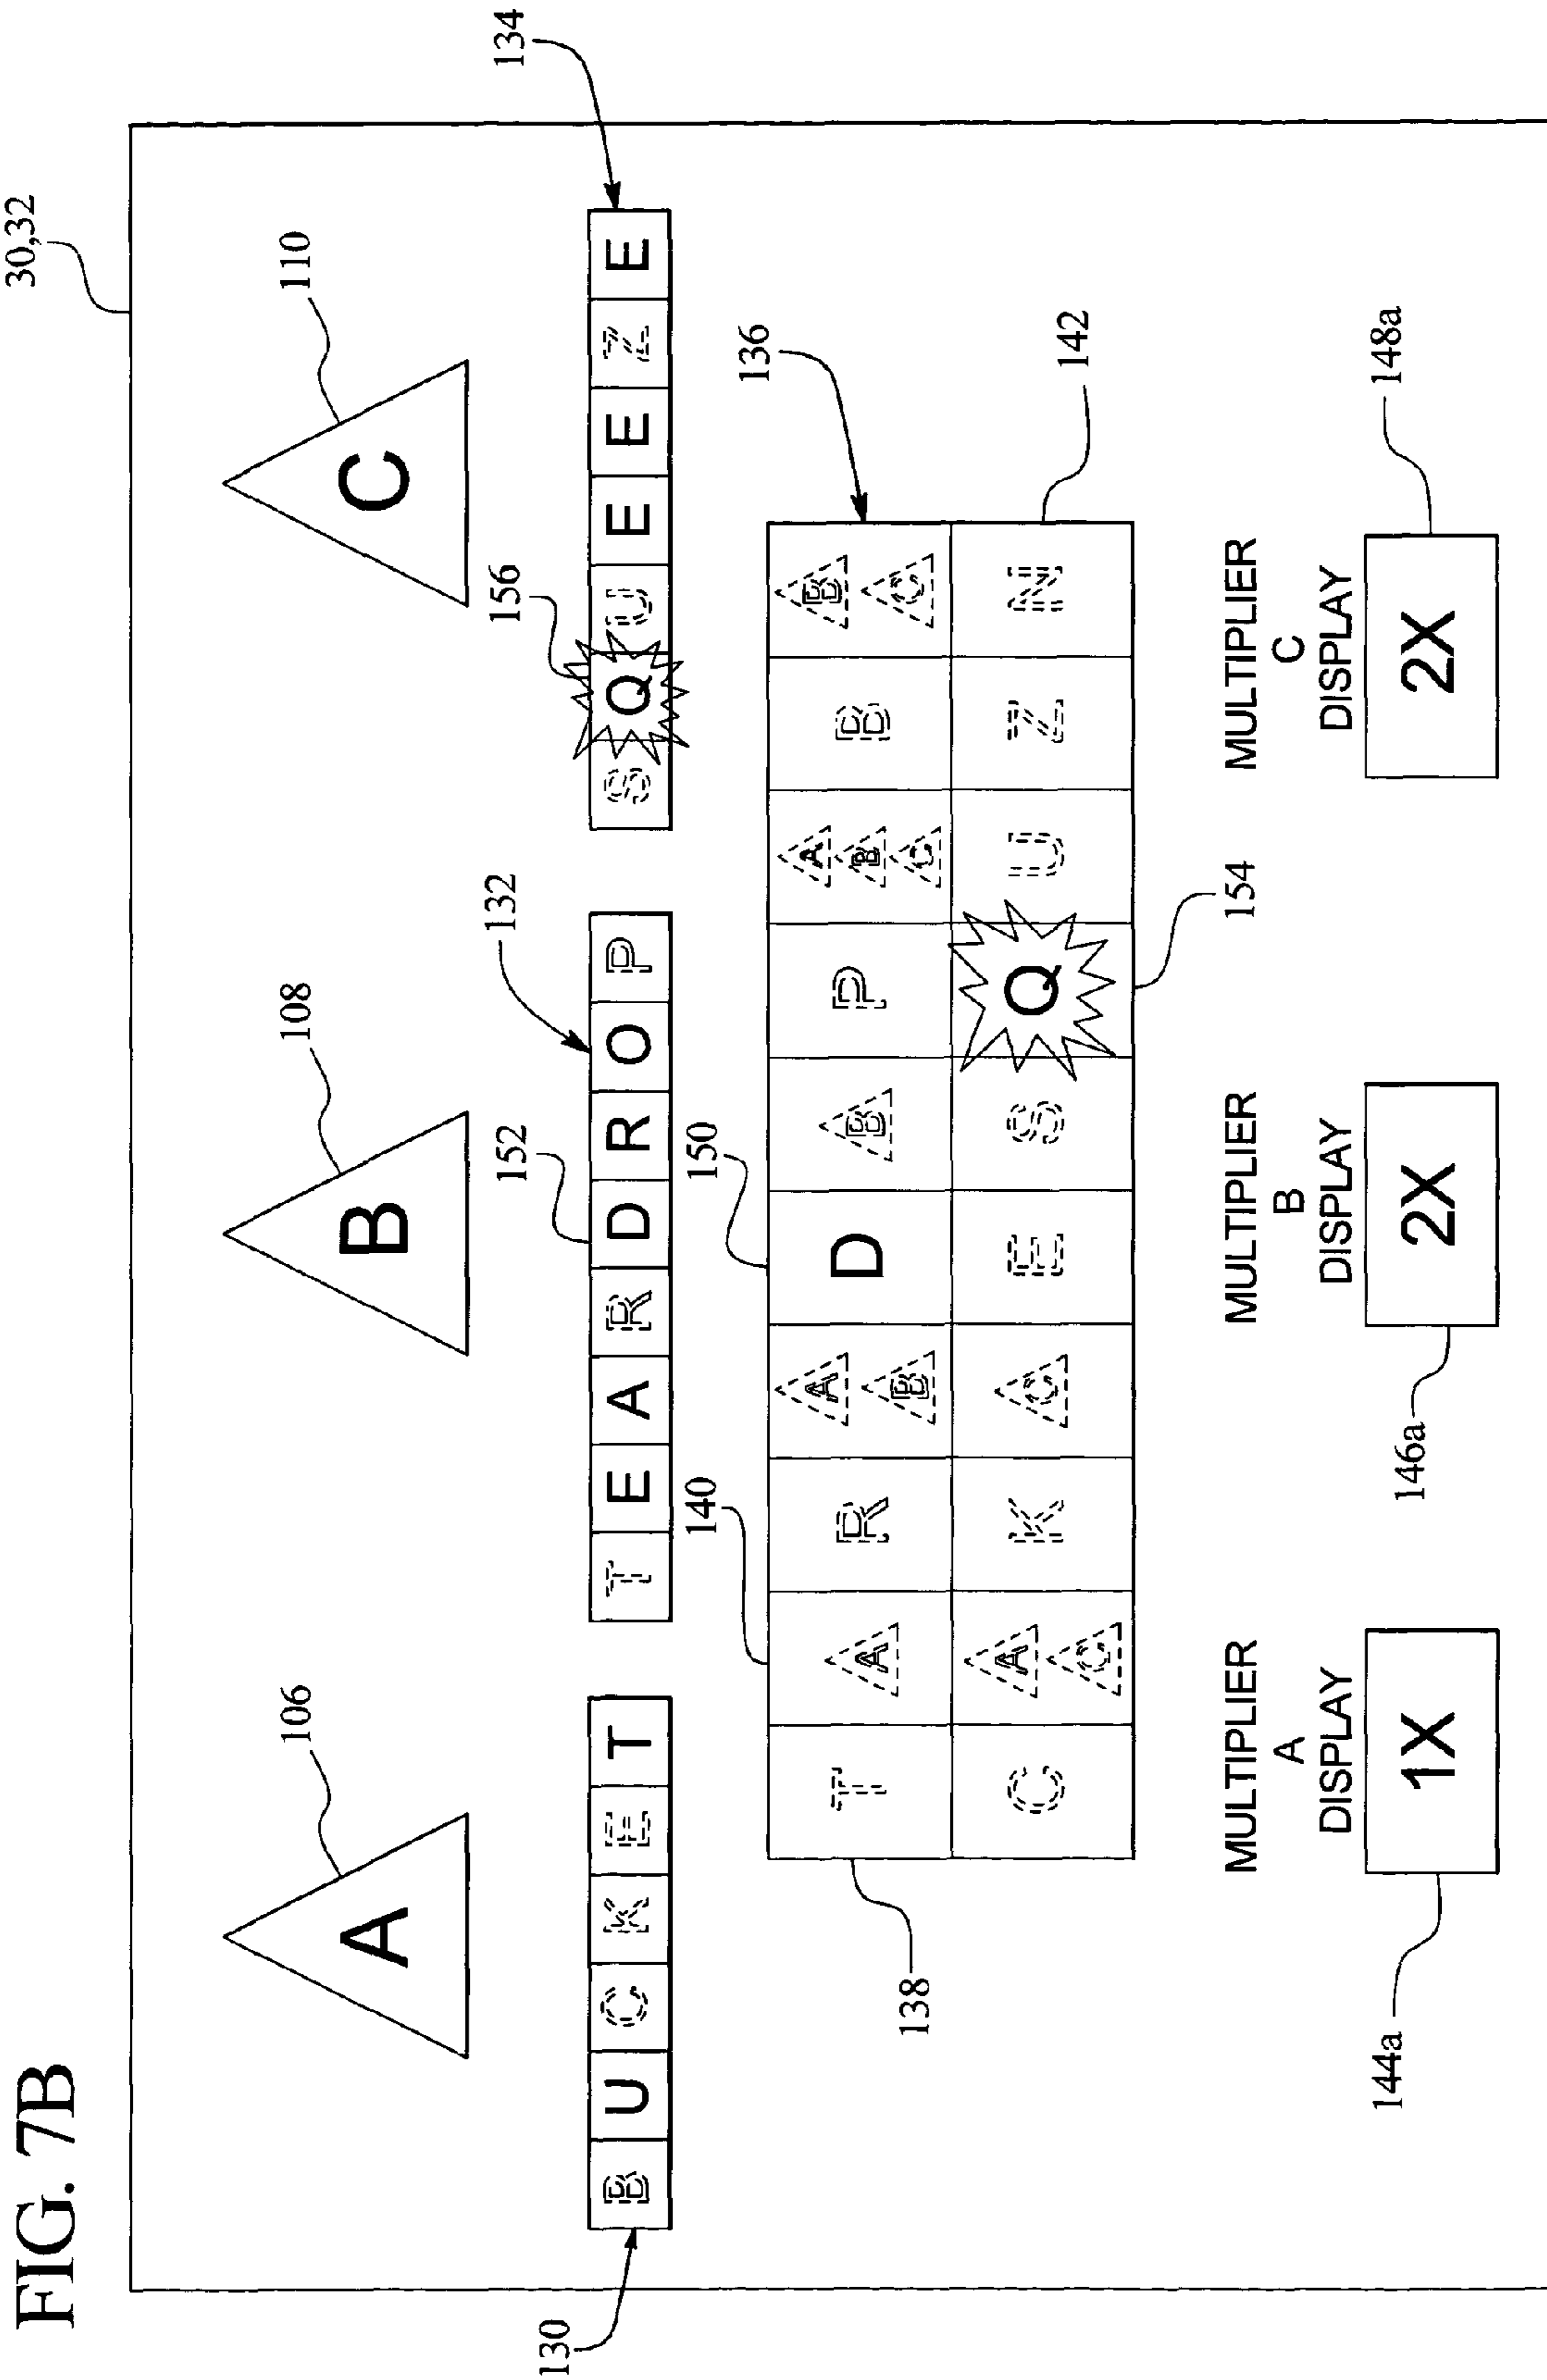 FIG. 7B
30,32
A B C
106 108 110
130 132 134
152 156
B U C K E T
T E A R D R O P
S Q U E E Z E
140 150 136
T A R A B D B P A B C B B C
C A C K C E S Q U Z N
138 154 142
MULTIPLIER A DISPLAY
1X
144a
MULTIPLIER B DISPLAY
2X
146a
MULTIPLIER C DISPLAY
2X
148a